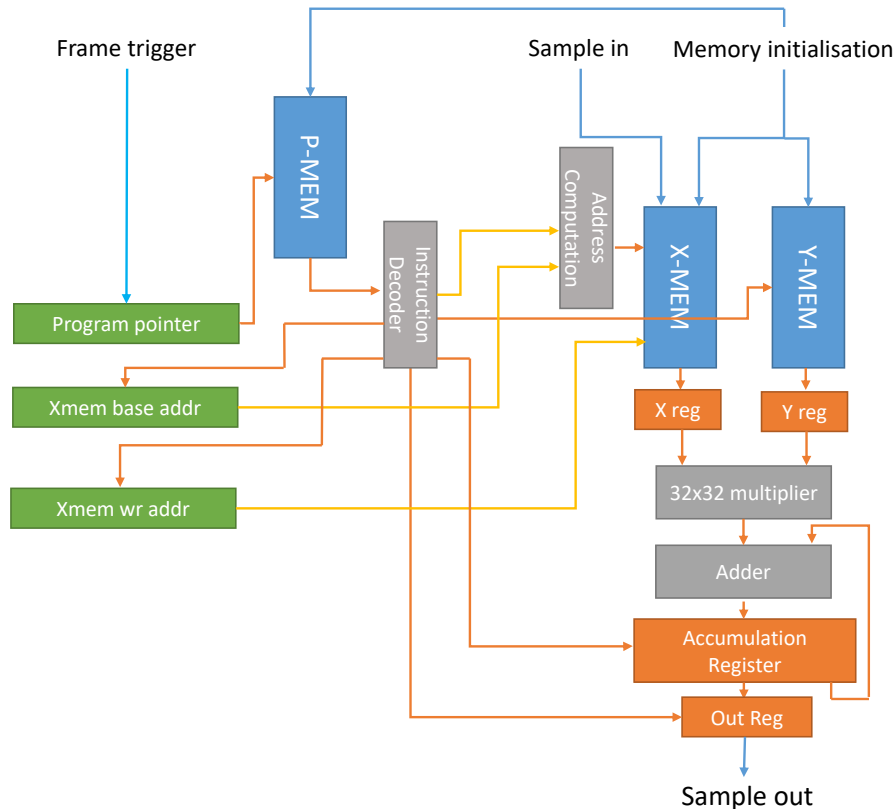 Frame trigger
Sample in
Memory initialisation
P-MEM
Address
Computation
Instruction
Decoder
X-MEM
Y-MEM
Program pointer
Xmem base addr
X reg
Y reg
Xmem wr addr
32x32 multiplier
Adder
Accumulation
Register
Out Reg
Sample out